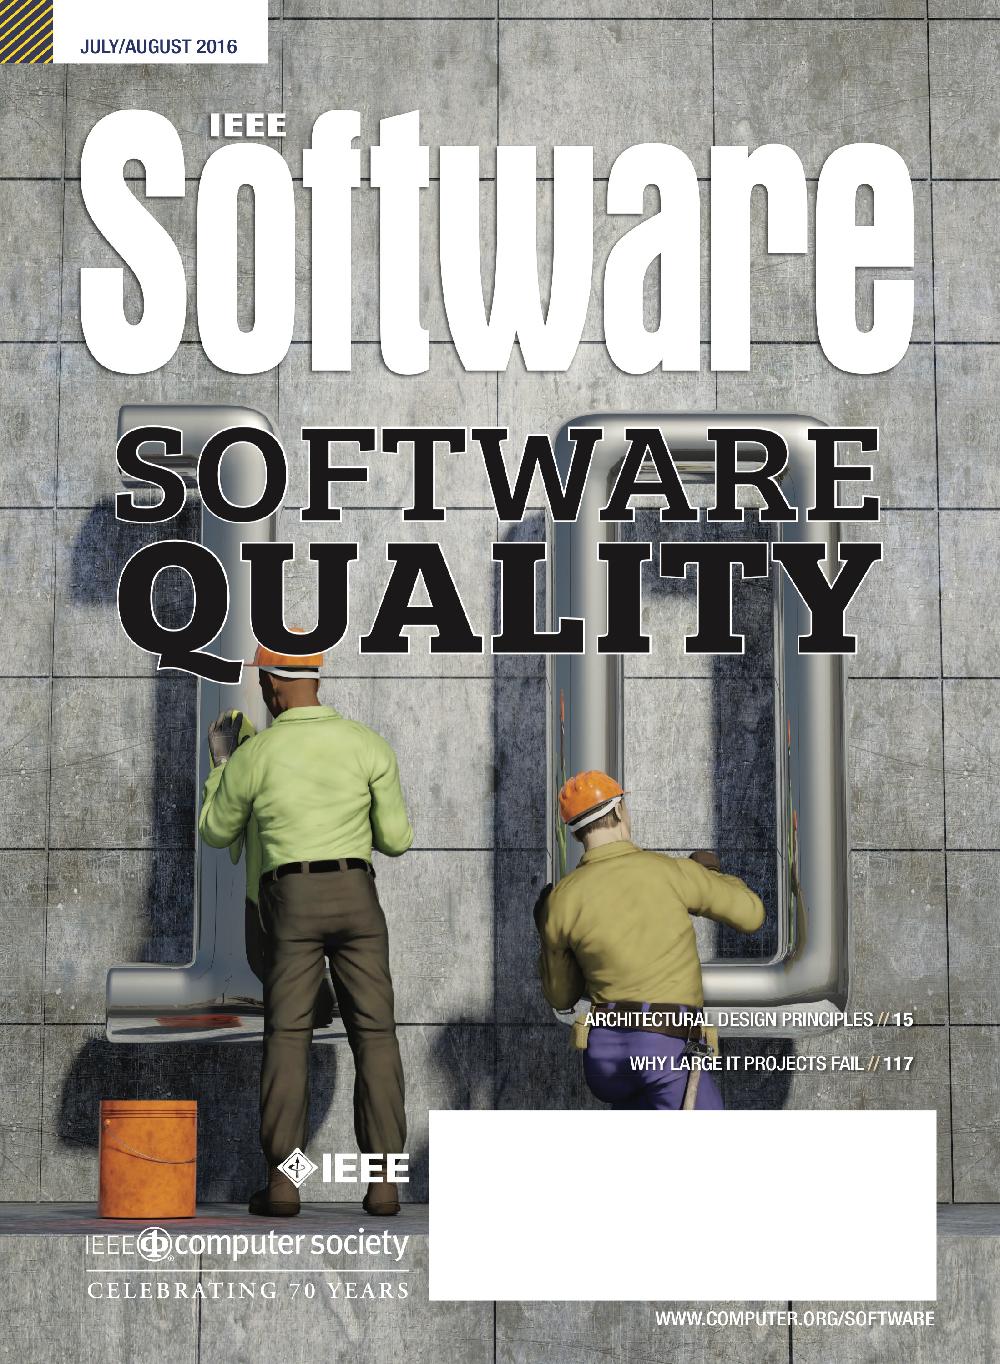 JULY/AUGUST 2016
IEEE
Software
SOFTWARE
QUALITY
10
ARCHITECTURAL DESIGN PRINCIPLES // 15
WHY LARGE IT PROJECTS FAIL // 117
IEEE
IEEE computer society
CELEBRATING 70 YEARS
WWW.COMPUTER.ORG/SOFTWARE